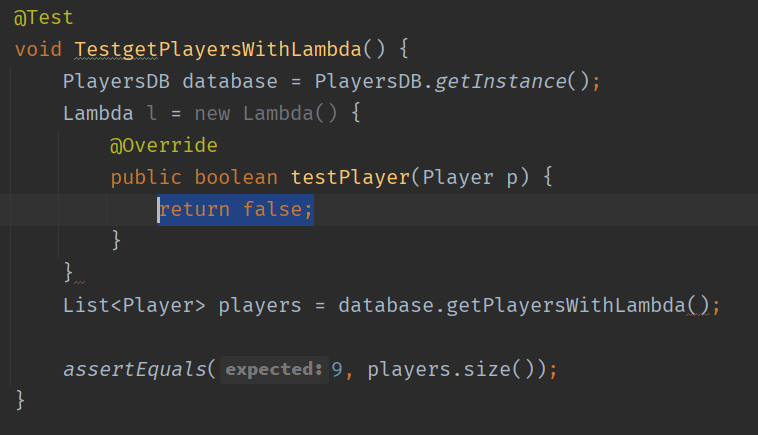 @Test
void TestgetPlayersWithLambda() {
PlayersDB database = PlayersDB.getInstance();
Lambda l = new Lambda() {
@Override
public boolean testPlayer(Player p) {
return false;
}
}
List<Player> players = database.getPlayersWithLambda();
assertEquals( expected: 9, players.size());
}